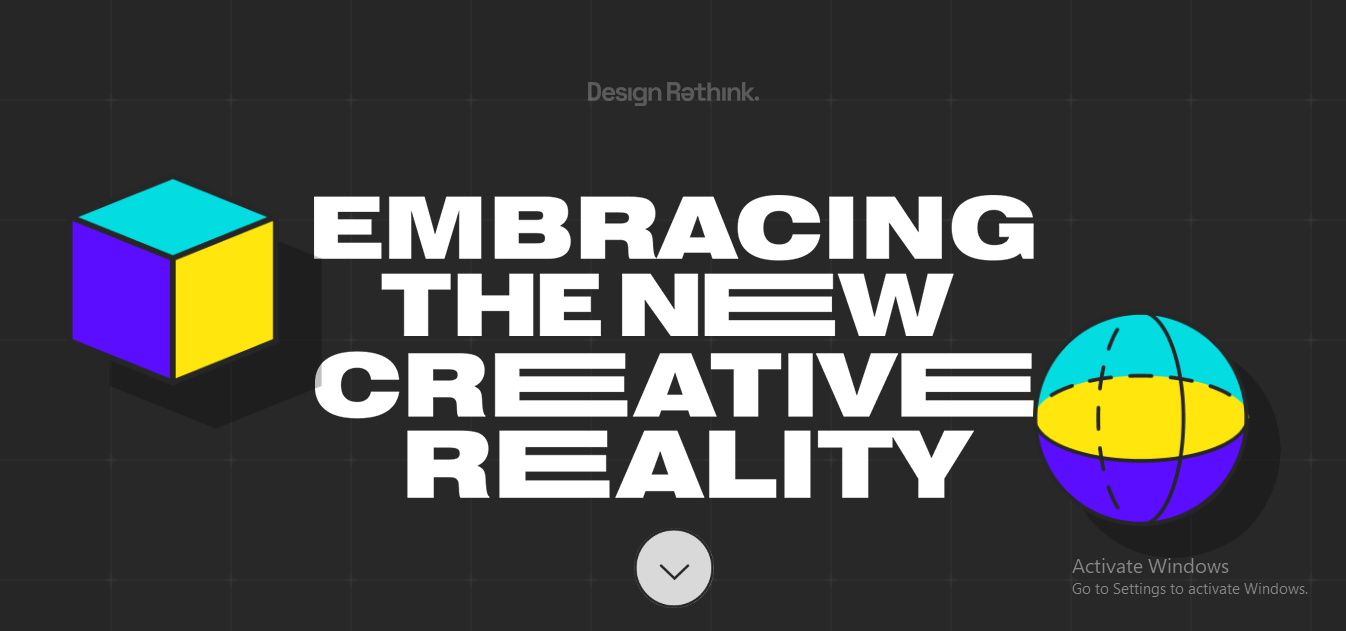 Design Rəthink.
EMBRACING
THE NEW
CREATIVE
REALITY
Activate Windows
Go to Settings to activate Windows.